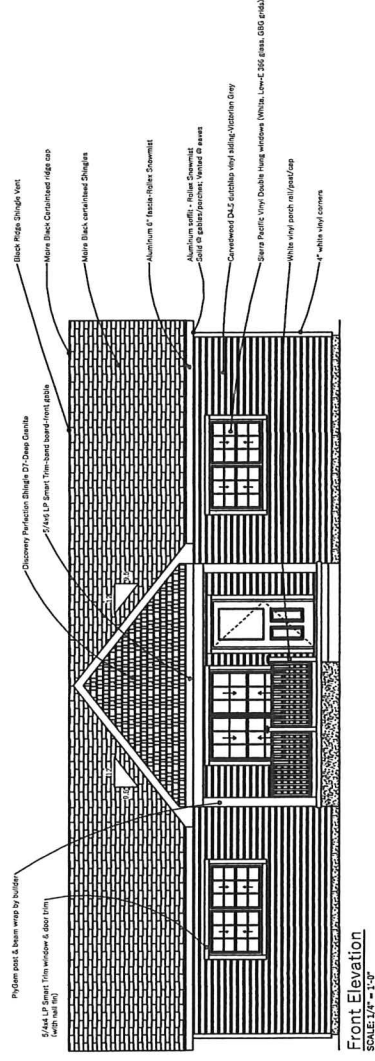 Block Ridge Shingle Vent
Moire Black Certainteed ridge cap
Moire Black certainteed Shingles
Aluminum 6" fascia-Rollex Snowmist
Aluminum soffit - Rollex Snowmist
Solid @ gables/porches; Vented @ eaves
Carvedwood D4.5 dutchlap vinyl siding-Victorian Grey
Sierra Pacific Vinyl Double Hung windows (White, Low-E 366 glass, GBG grids)
White vinyl porch rail/post/cap
4" white vinyl corners
Discovery Perfection Shingle D7-Deep Granite
5/4x6 LP Smart Trim-band board-front gable
PlyGem post & beam wrap by builder
5/4x4 LP Smart Trim window & door trim
(with nail fin)
12
12
Front Elevation
SCALE: 1/4" = 1'-0"